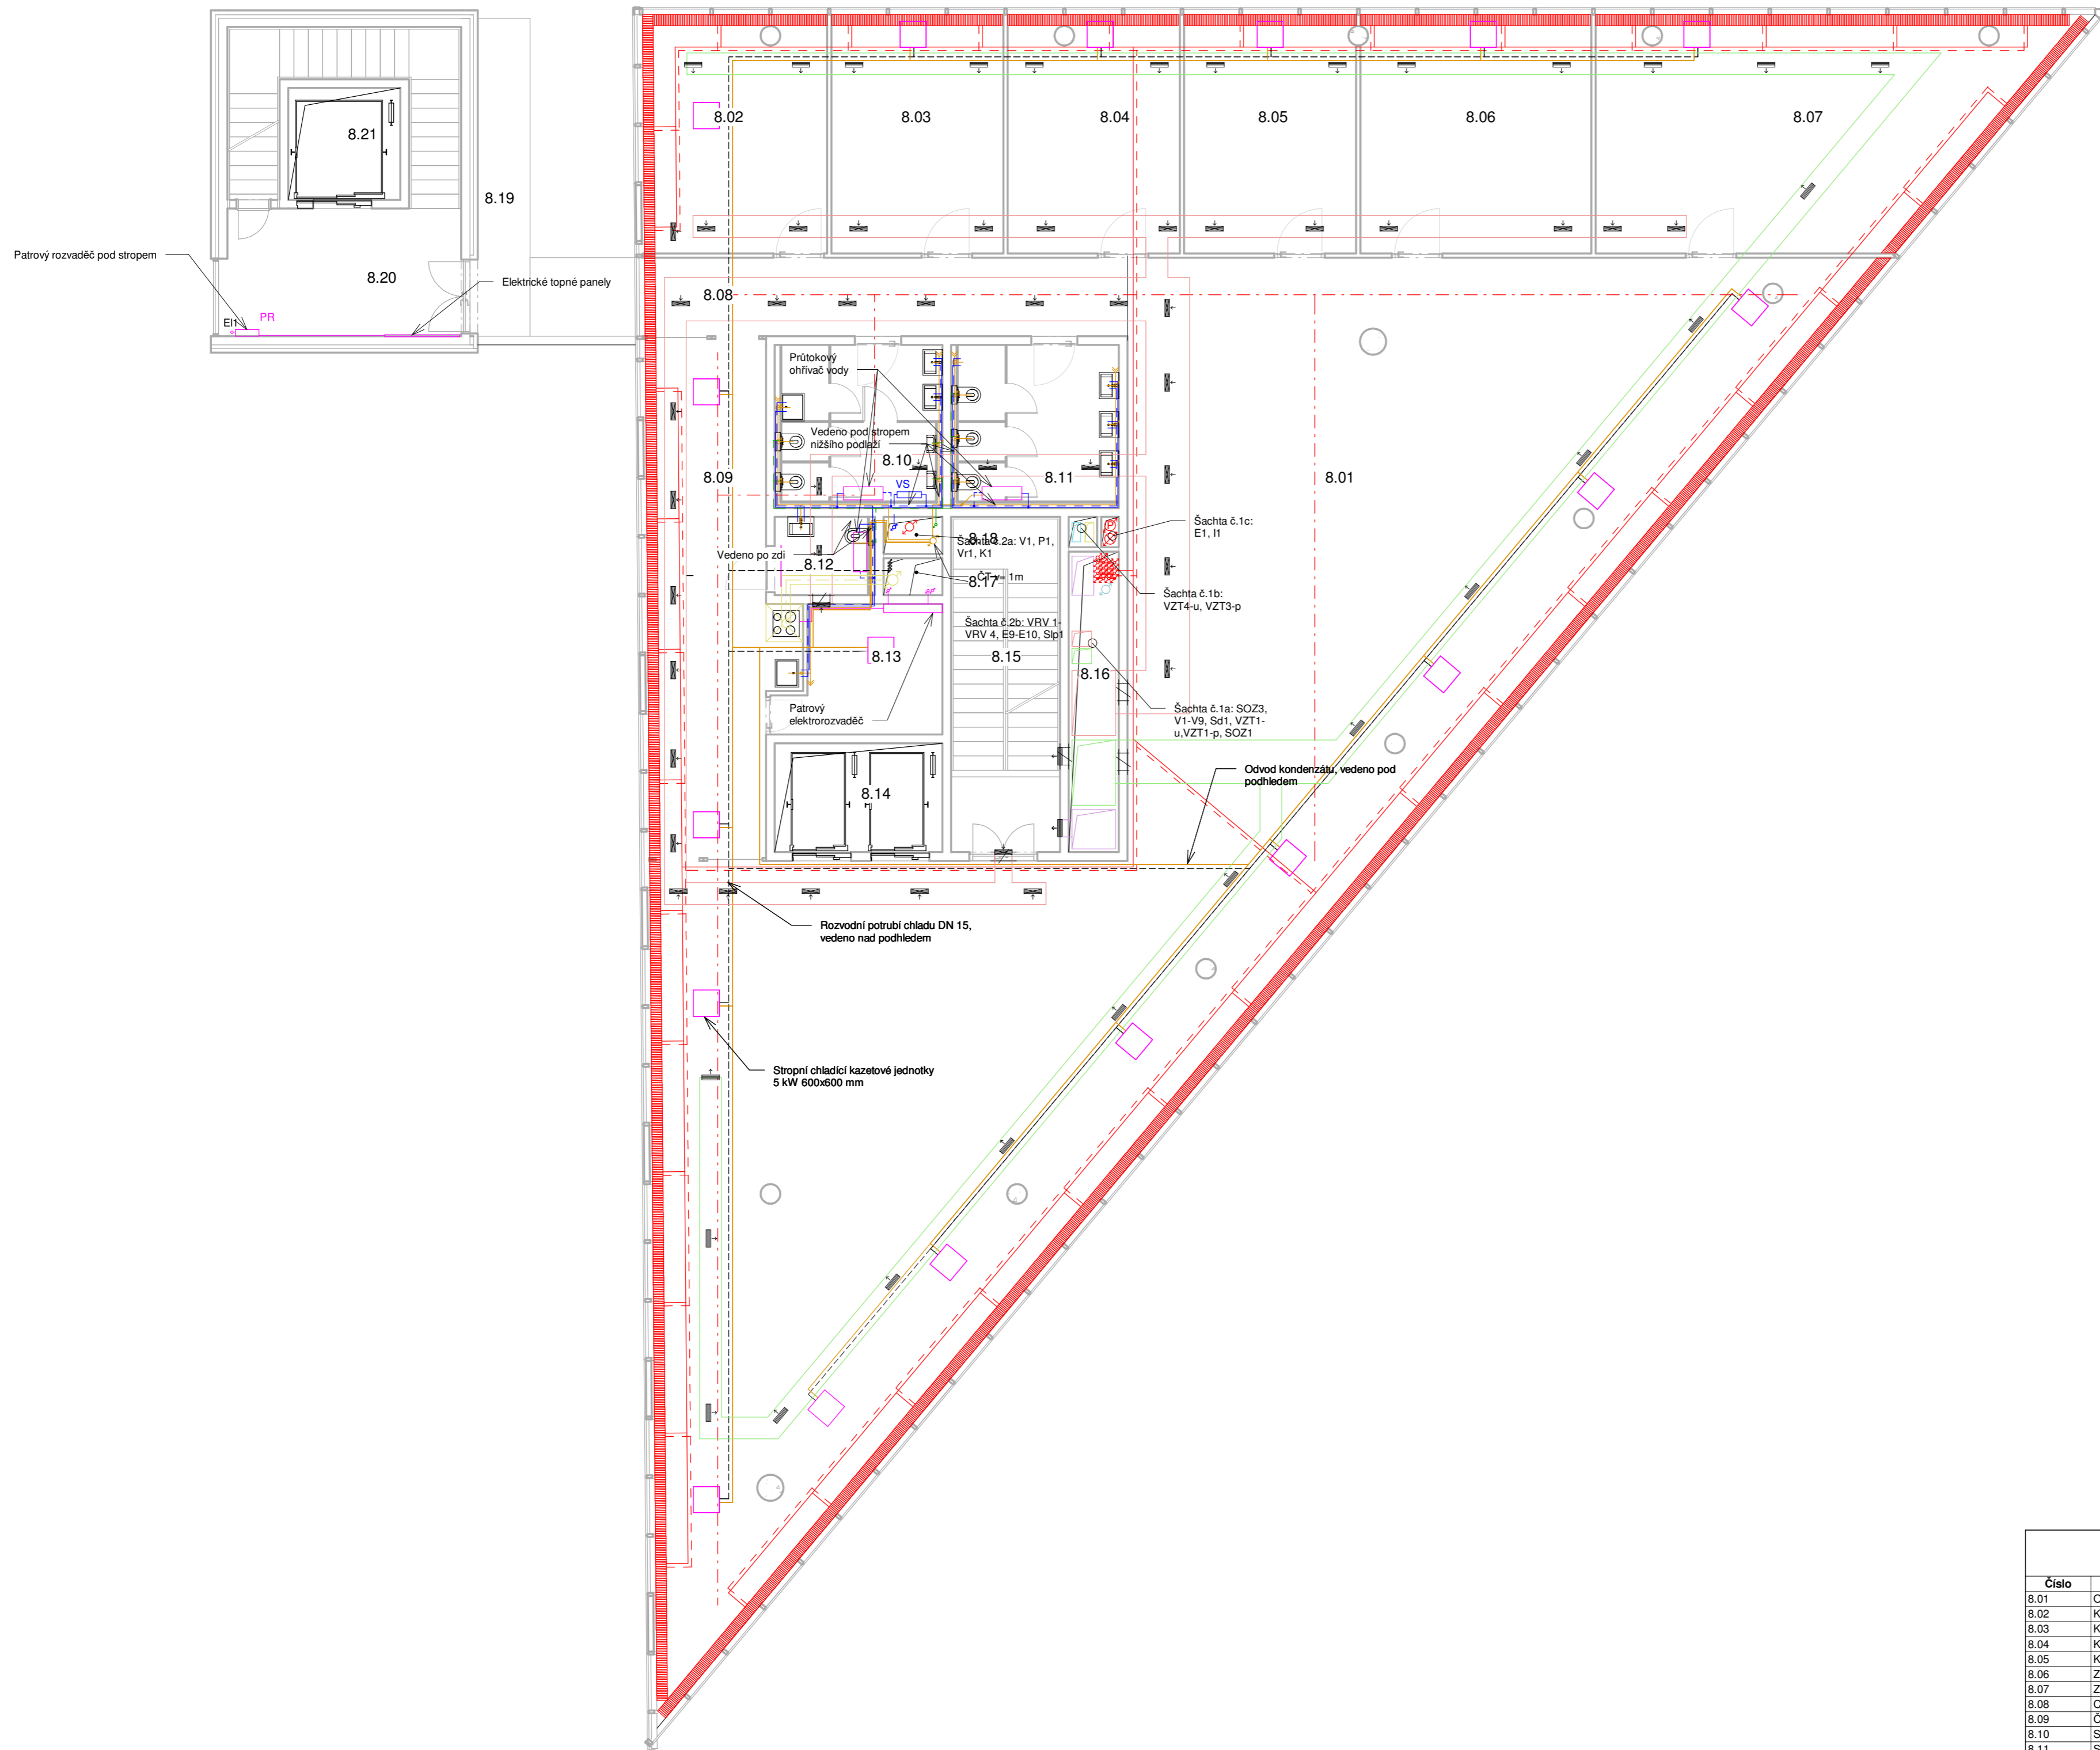 8.02
8.03
8.04
8.05
8.06
8.07
8.21
8.19
Patrový rozvaděč pod stropem
8.20
Elektrické topné panely
El1
PR
8.08
Průtokový
ohřívač vody
Vedeno pod stropem
nižšího podlaží
8.10
8.11
8.09
8.01
VS
Šachta č.1c:
E1, I1
8.18
Šachta č.2a: V1, P1,
Vr1, K1
Vedeno po zdi
8.12
8.17
ČT v= 1m
Šachta č.1b:
VZT4-u, VZT3-p
Šachta č.2b: VRV 1-
VRV 4, E9-E10, Slp1
8.13
8.15
8.16
Patrový
elektrorozvaděč
Šachta č.1a: SOZ3,
V1-V9, Sd1, VZT1-
u,VZT1-p, SOZ1
8.14
Odvod kondenzátu, vedeno pod
podhledem
Rozvodní potrubí chladu DN 15,
vedeno nad podhledem
Stropní chladící kazetové jednotky
5 kW 600x600 mm
Číslo
8.01
8.02 K
8.03 K
8.04 K
8.05 K
8.06 Z
8.07 Z
8.08
8.09 Č
8.10 S
8.11 S